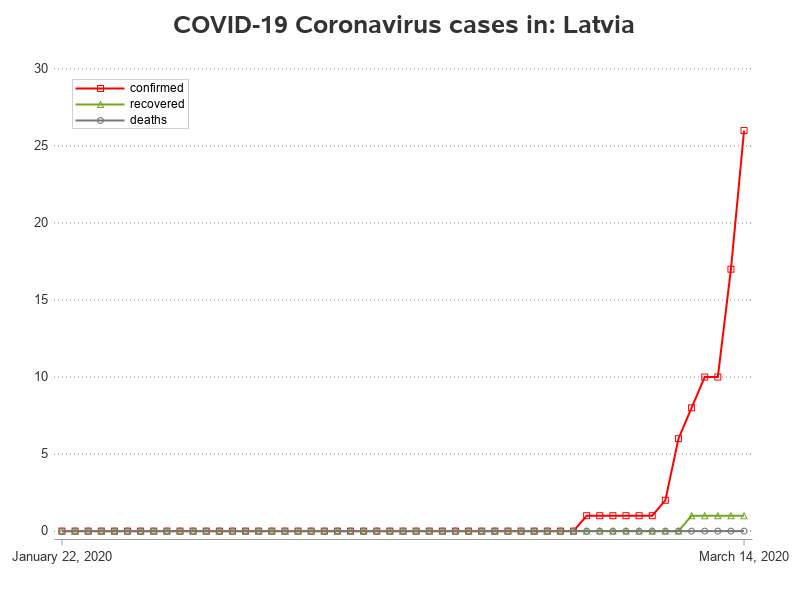 COVID-19 Coronavirus cases in: Latvia
30
confirmed
recovered
deaths
25
20
15
10
5
0
January 22, 2020
March 14, 2020